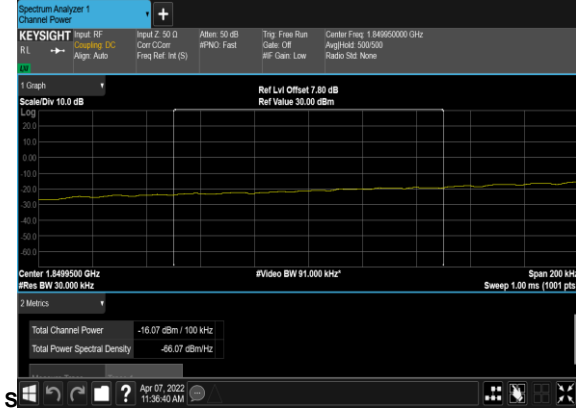 Spectrum Analyzer 1
Channel Power
KEYSIGHT Input: RF Input Z: 50 Ω Atten: 50 dB Trig: Free Run Center Freq: 1.849950000 GHz
RL Coupling: DC Corr CCorr #PNO: Fast Gate: Off Avg|Hold: 500/500
Align: Auto Freq Ref: Int (S) #IF Gain: Low Radio Std: None
1 Graph
Ref Lvl Offset 7.80 dB
Scale/Div 10.0 dB Ref Value 30.00 dBm
Log
20.0
10.0
0.00
-10.0
-20.0
-30.0
-40.0
-50.0
-60.0
Center 1.8499500 GHz #Video BW 91.000 kHz* Span 200 kHz
#Res BW 30.000 kHz Sweep 1.00 ms (1001 pts
2 Metrics
Total Channel Power -16.07 dBm / 100 kHz
Total Power Spectral Density -66.07 dBm/Hz
S
? Apr 07, 2022
11:36:40 AM